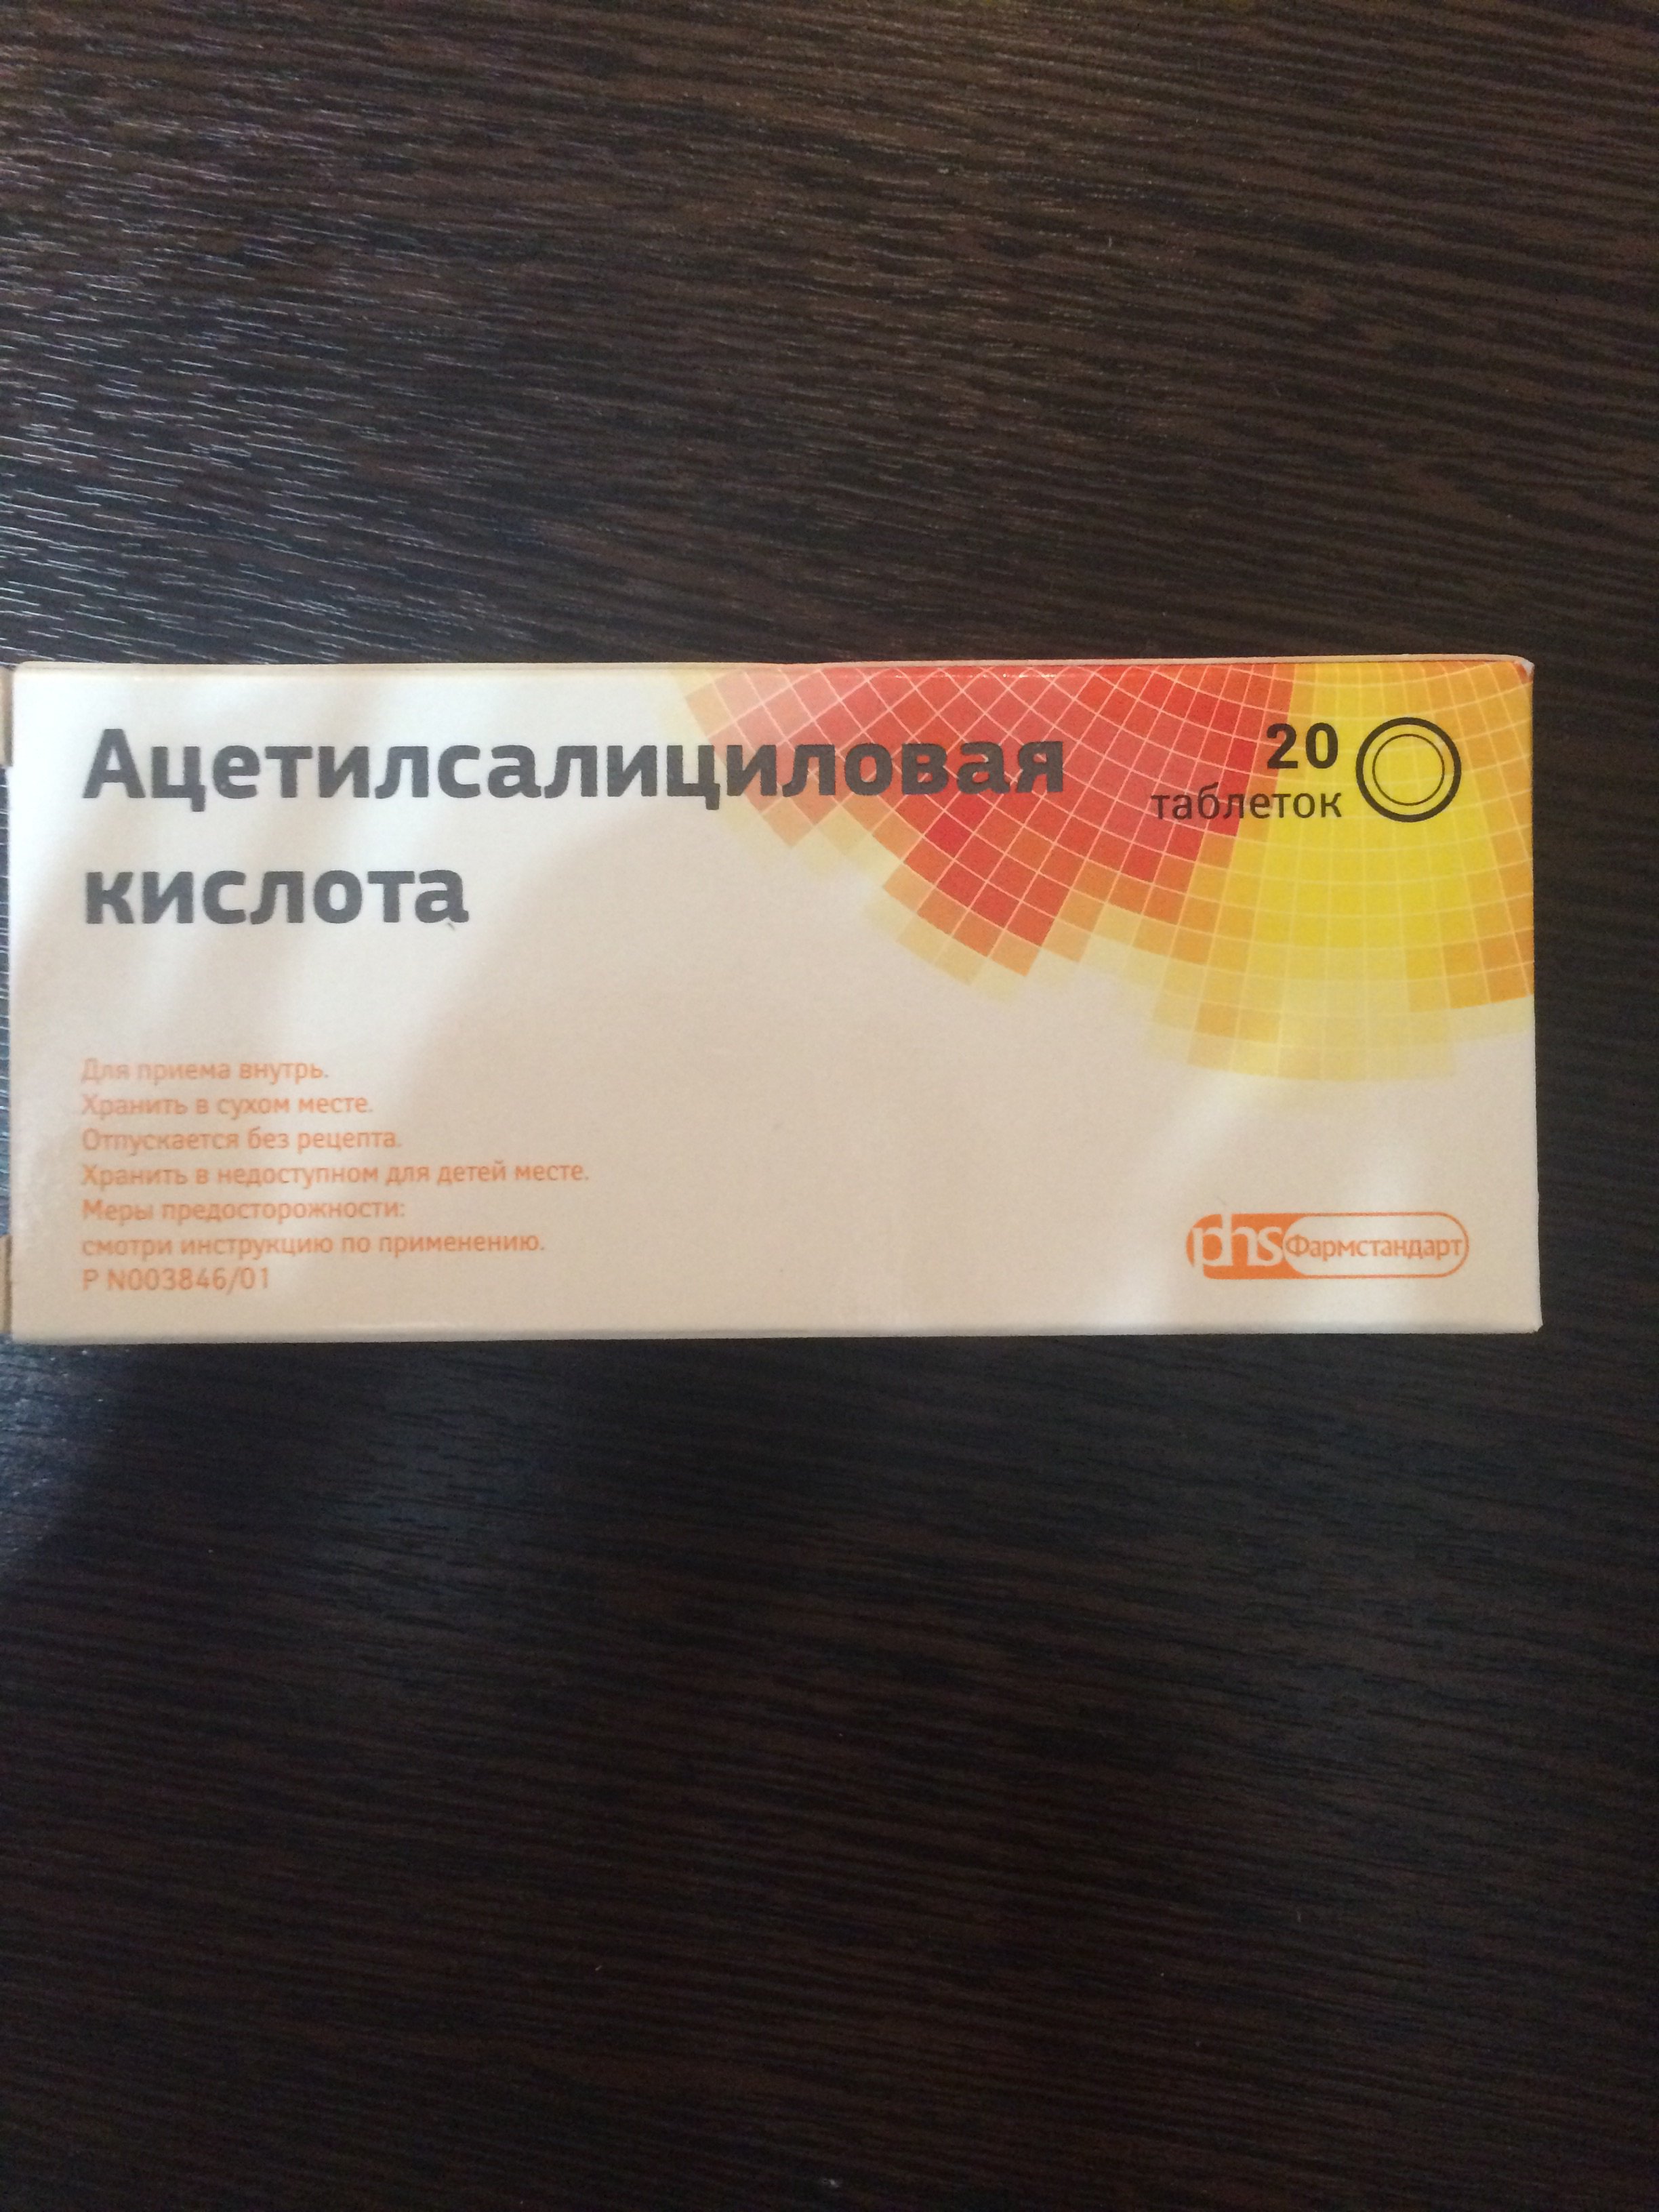 Ацетилсалициловая
кислота
20
таблеток
Для приема внутрь.
Хранить в сухом месте.
Отпускается без рецепта.
Хранить в недоступном для детей месте.
Меры предосторожности:
смотри инструкцию по применению.
Р N003846/01
phs Фармстандарт